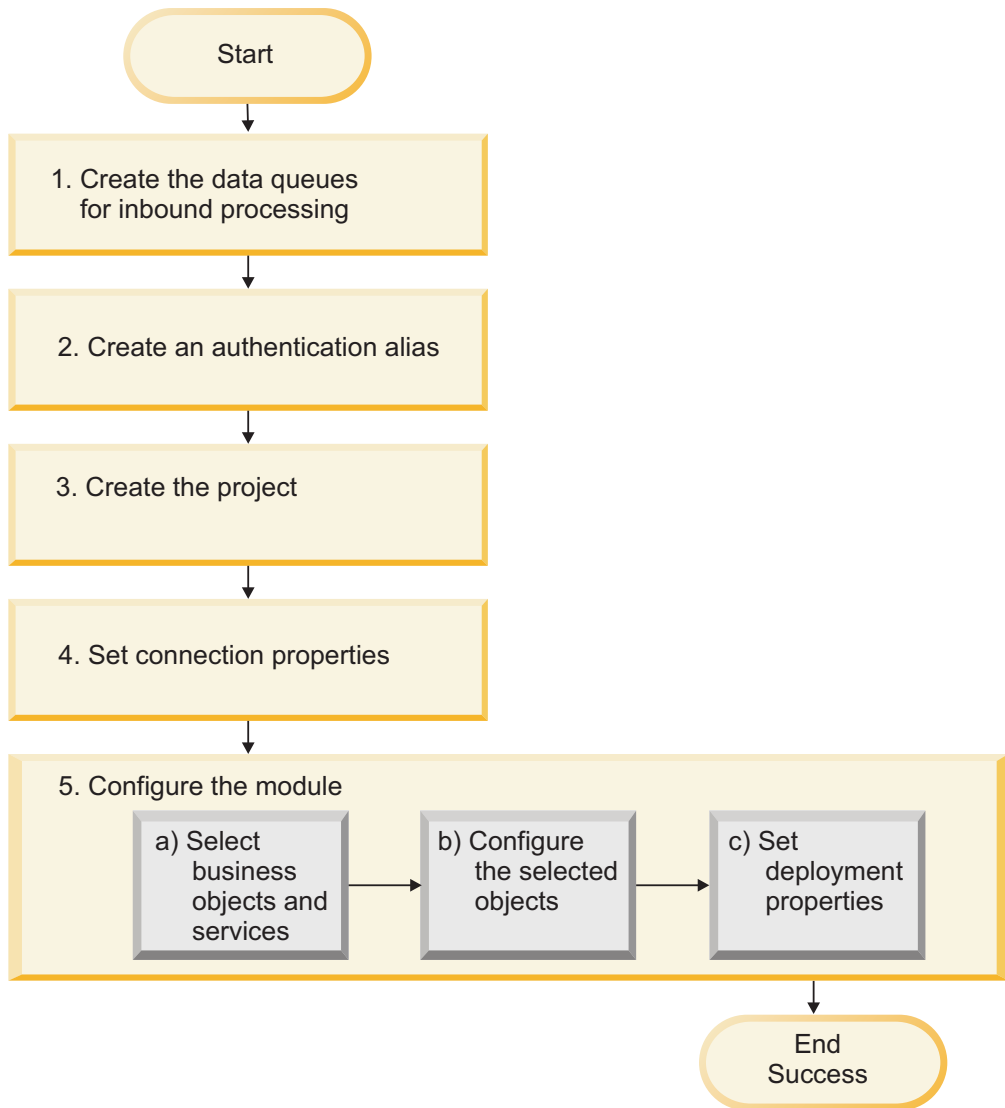 Start
1. Create the data queues
for inbound processing
2. Create an authentication alias
3. Create the project
4. Set connection properties
5. Configure the module
a) Select
business
objects and
services
b) Configure
the selected
objects
c) Set
deployment
properties
End
Success